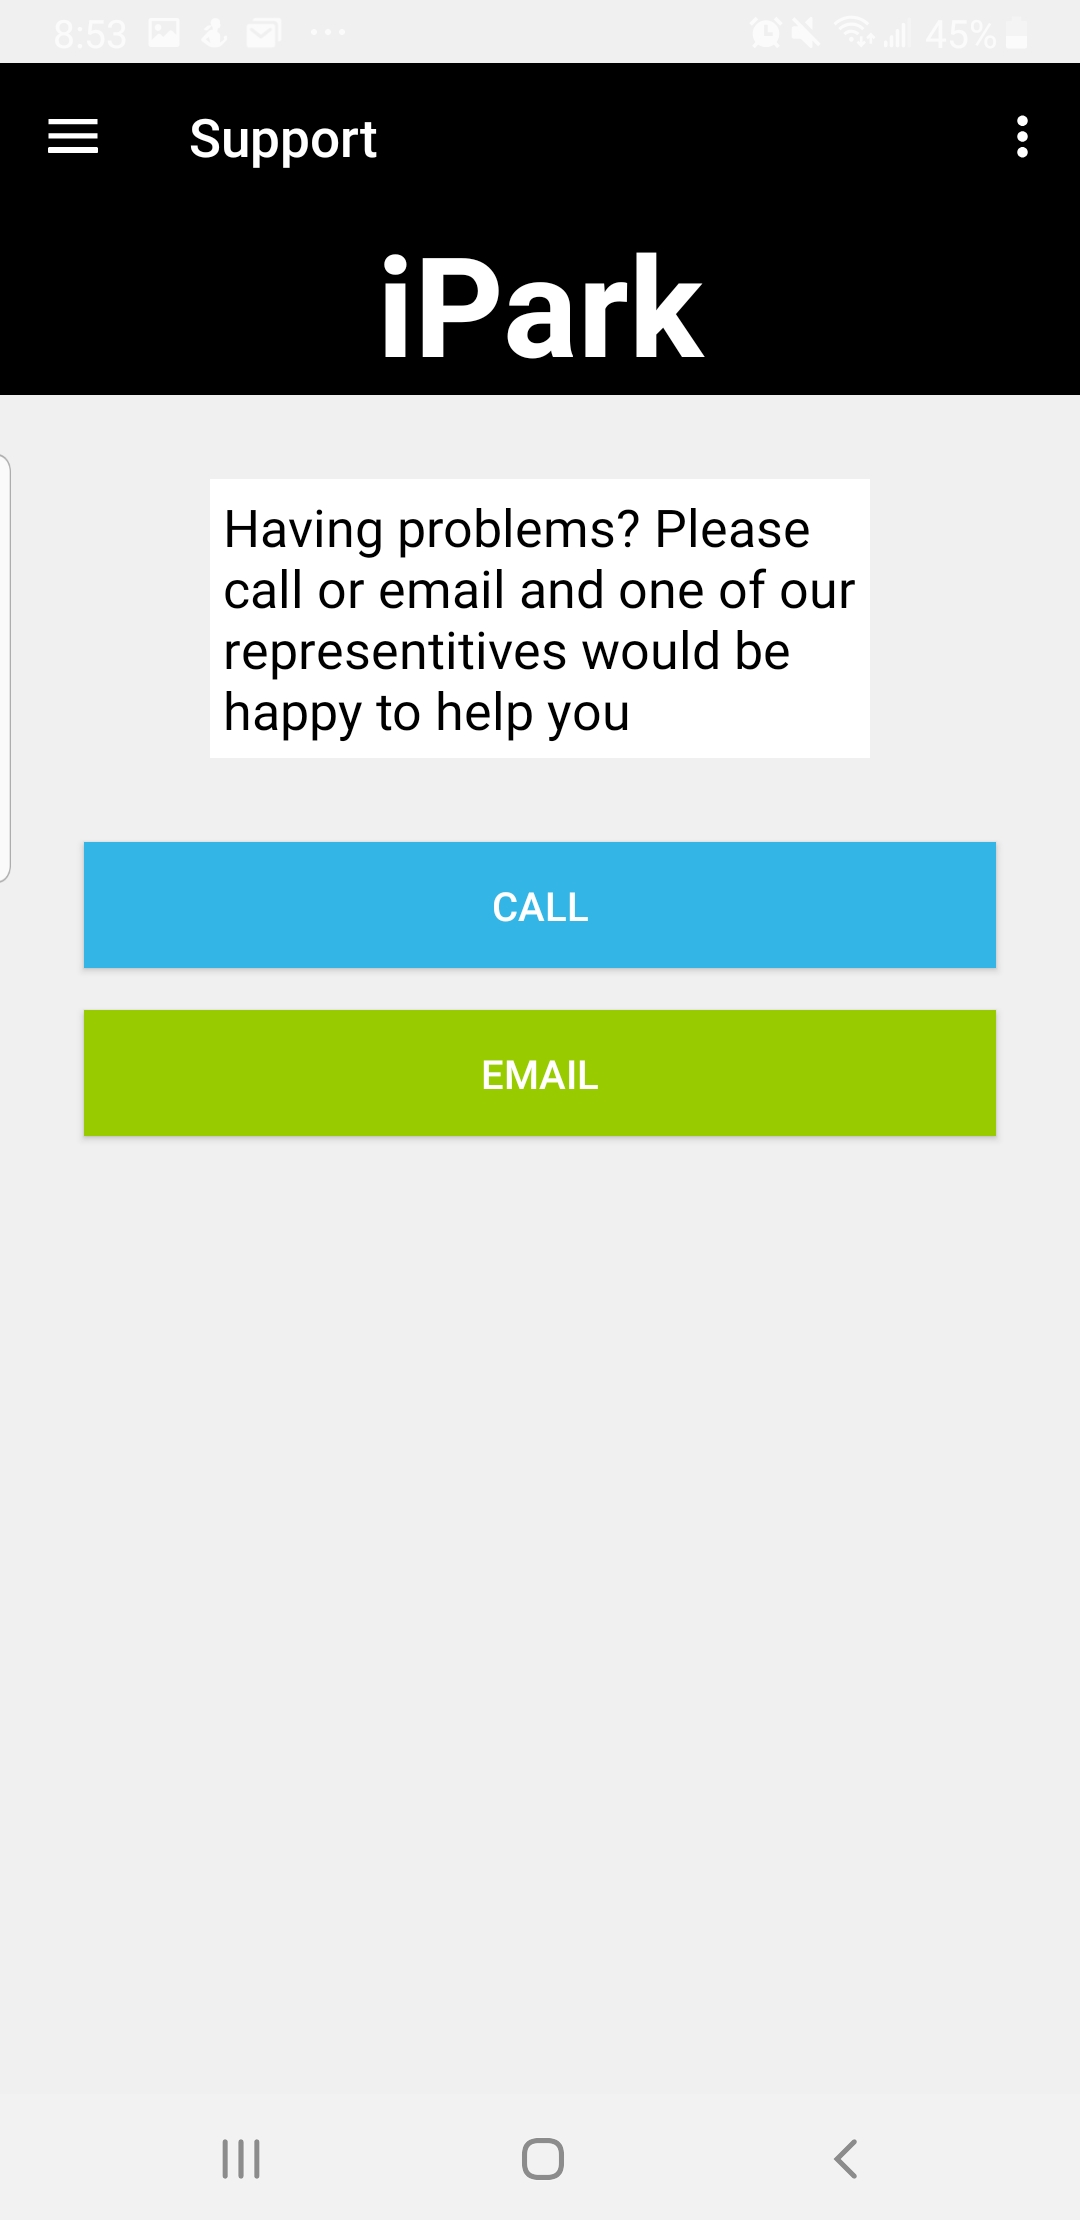 8:53 45%
Support
iPark
Having problems? Please
call or email and one of our
representitives would be
happy to help you
CALL
EMAIL